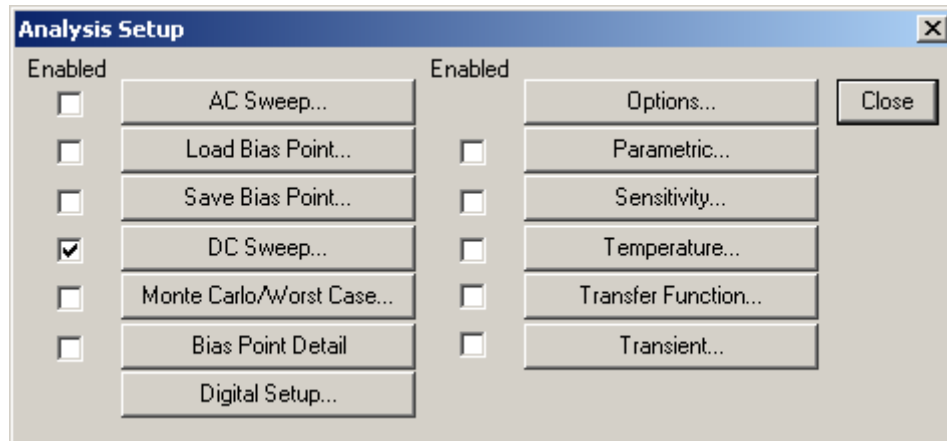 Analysis Setup
Enabled Enabled
AC Sweep... Options... Close
Load Bias Point... Parametric...
Save Bias Point... Sensitivity...
DC Sweep... Temperature...
Monte Carlo/Worst Case... Transfer Function...
Bias Point Detail Transient...
Digital Setup...